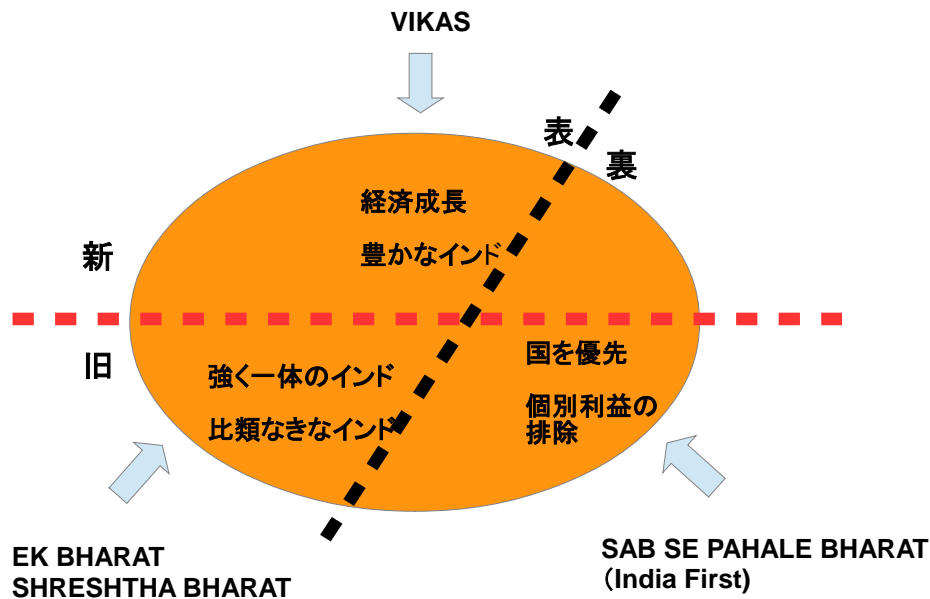 VIKAS
表
裏
経済成長
豊かなインド
新
旧
国を優先
強く一体のインド
個別利益の
排除
比類なきなインド
EK BHARAT
SHRESHTHA BHARAT
SAB SE PAHALE BHARAT
（India First)